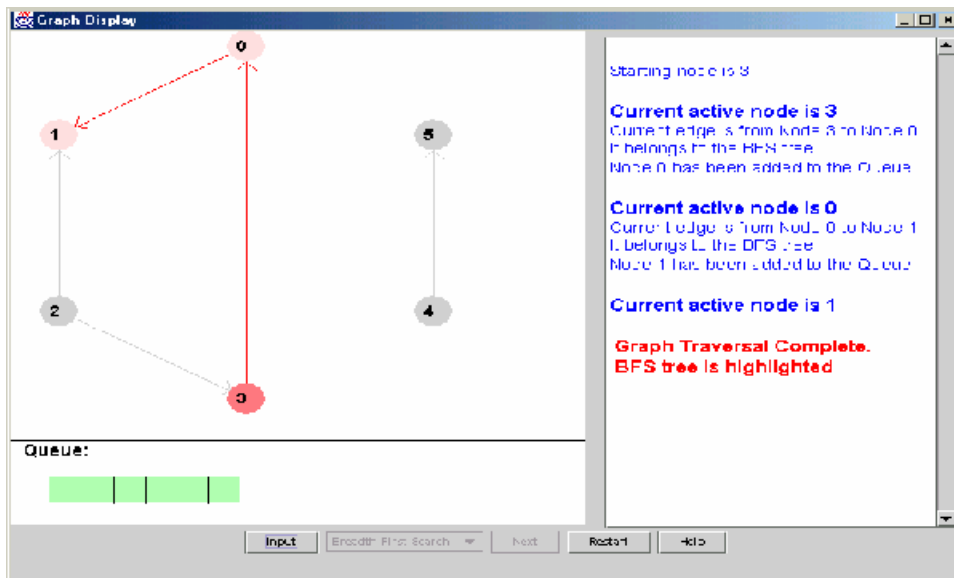 Graph Display
0
1
5
2
4
3
Queue:
Starting node is 3
Current active node is 3
Current edge is from Node 3 to Node 0
It belongs to the BFS tree
Node 0 has been added to the Queue
Current active node is 0
Current edge is from Node 0 to Node 1
It belongs to the BFS tree
Node 1 has been added to the Queue
Current active node is 1
Graph Traversal Complete.
BFS tree is highlighted
Input
Breadth First Search
Next
Restart
Help